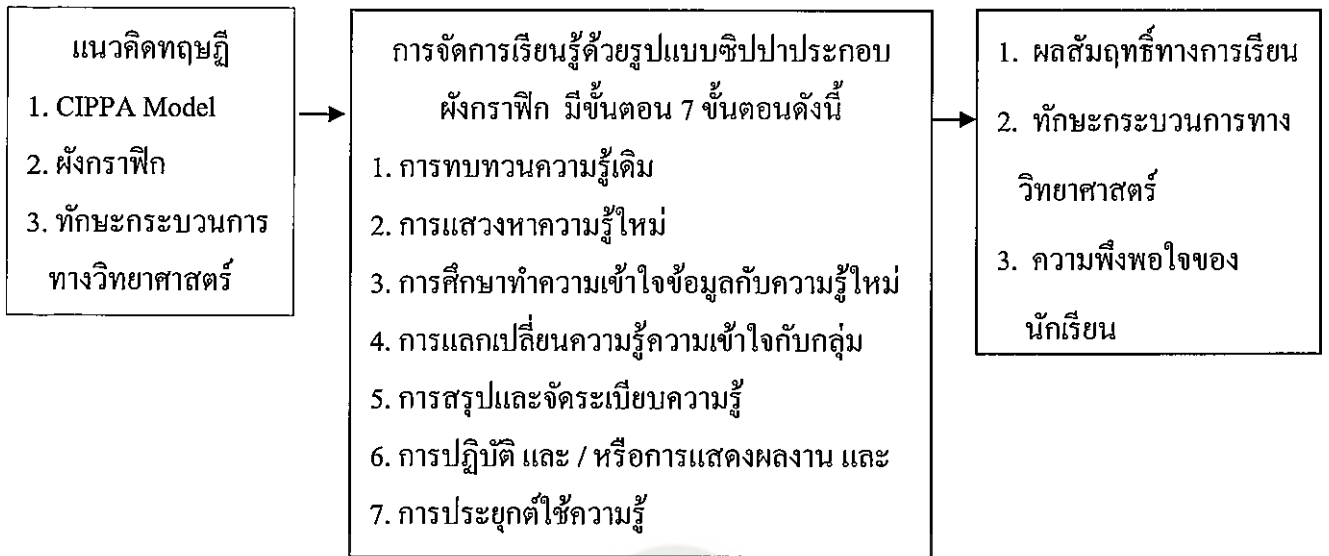 แนวคิดทฤษฎี
1. CIPPA Model
2. ผังกราฟิก
3. ทักษะกระบวนการ
ทางวิทยาศาสตร์
การจัดการเรียนรู้ด้วยรูปแบบซิปปาประกอบ
ผังกราฟิก มีขั้นตอน 7 ขั้นตอนดังนี้
1. การทบทวนความรู้เดิม
2. การแสวงหาความรู้ใหม่
3. การศึกษาทำความเข้าใจข้อมูลกับความรู้ใหม่
4. การแลกเปลี่ยนความรู้ความเข้าใจกับกลุ่ม
5. การสรุปและจัดระเบียบความรู้
6. การปฏิบัติ และ / หรือการแสดงผลงาน และ
7. การประยุกต์ใช้ความรู้
1. ผลสัมฤทธิ์ทางการเรียน
2. ทักษะกระบวนการทาง
วิทยาศาสตร์
3. ความพึงพอใจของ
นักเรียน